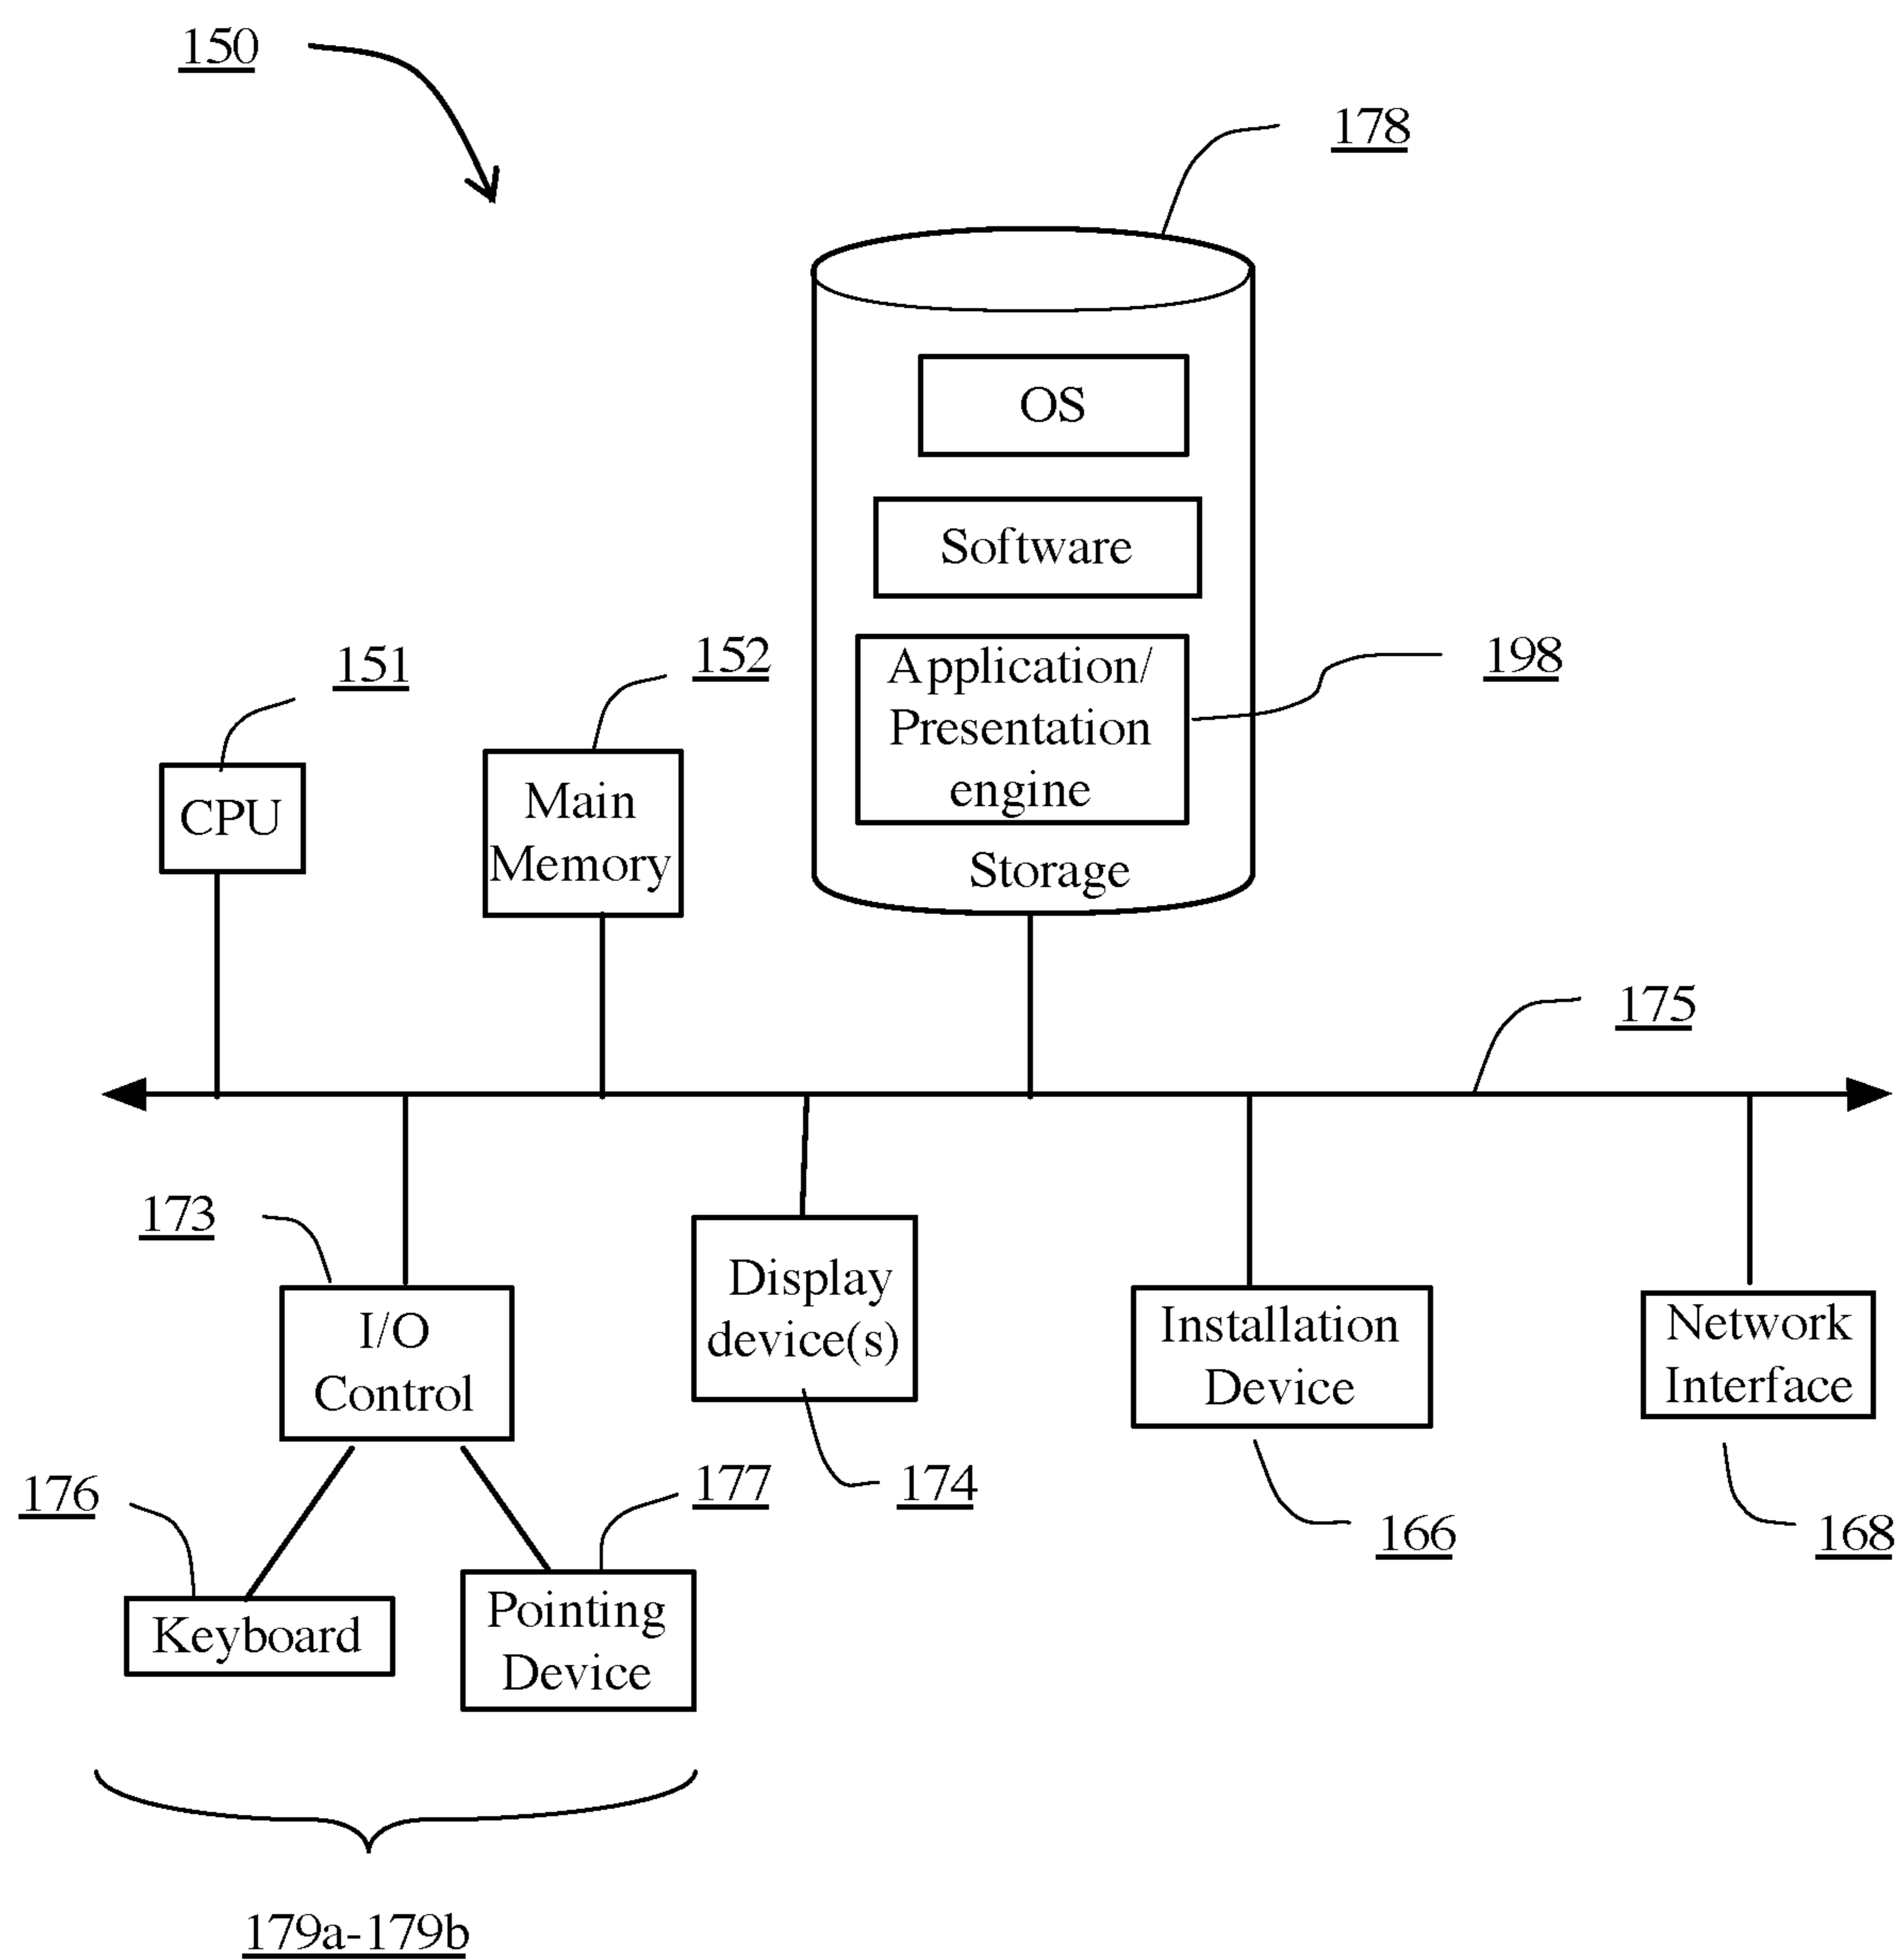 150
178
OS
Software
151
152
Application/
Presentation
engine
198
CPU
Main
Memory
Storage
175
173
Display
device(s)
I/O
Control
Installation
Device
Network
Interface
176
177
174
166
168
Keyboard
Pointing
Device
179a-179b